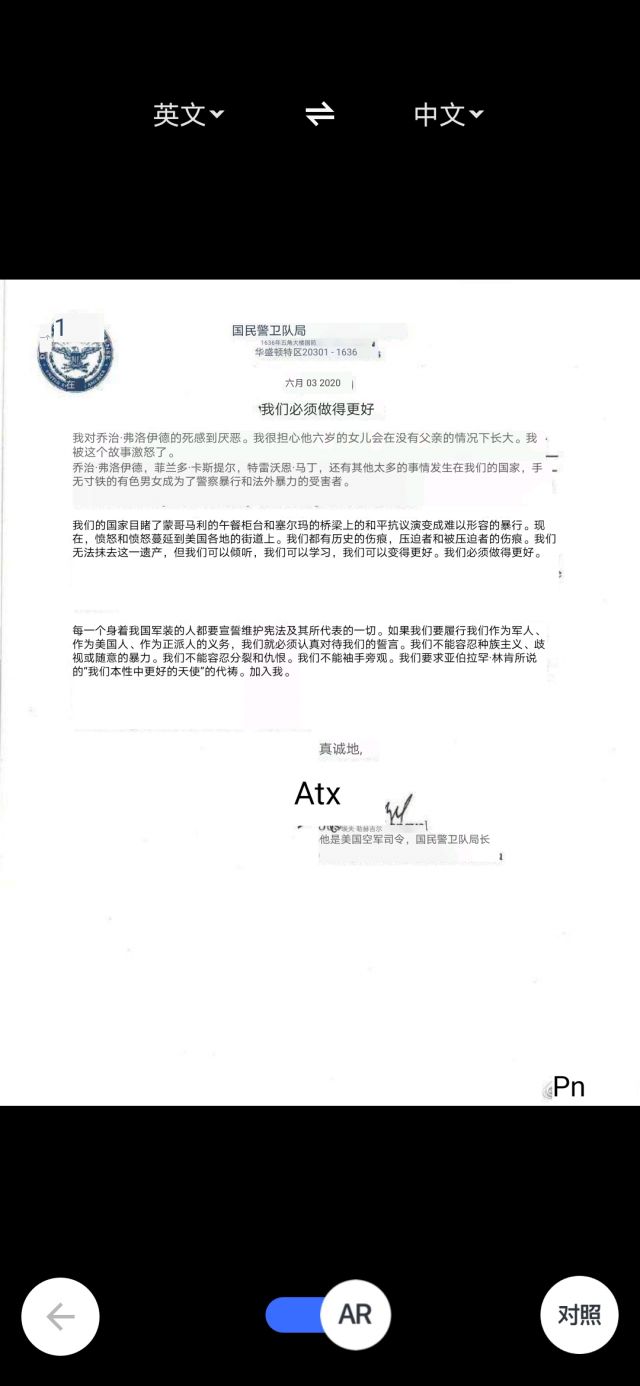 英文
中文
1
国民警卫队局
1636年五角大楼国防
华盛顿特区20301 - 1636
六月 03 2020
我们必须做得更好
我对乔治·弗洛伊德的死感到厌恶。我很担心他六岁的女儿会在没有父亲的情况下长大。我
被这个故事激怒了。
乔治·弗洛伊德，菲兰多·卡斯提尔，特雷沃恩·马丁，还有其他太多的事情发生在我们的国家，手
无寸铁的有色男女成为了警察暴行和法外暴力的受害者。
我们的国家目睹了蒙哥马利的午餐柜台和塞尔玛的桥梁上的和平抗议演变成难以形容的暴行。现
在，愤怒和愤怒蔓延到美国各地的街道上。我们都有历史的伤痕，压迫者和被压迫者的伤痕。我们
无法抹去这一遗产，但我们可以倾听，我们可以学习，我们可以变得更好。我们必须做得更好。
每一个身着我国军装的人都要宣誓维护宪法及其所代表的一切。如果我们要履行我们作为军人、
作为美国人、作为正派人的义务，我们就必须认真对待我们的誓言。我们不能容忍种族主义、歧
视或随意的暴力。我们不能容忍分裂和仇恨。我们不能袖手旁观。我们要求亚伯拉罕·林肯所说
的“我们本性中更好的天使”的代祷。加入我。
真诚地,
Atx
埃夫·勒赫吉尔
他是美国空军司令，国民警卫队局长
Pn
AR
对照